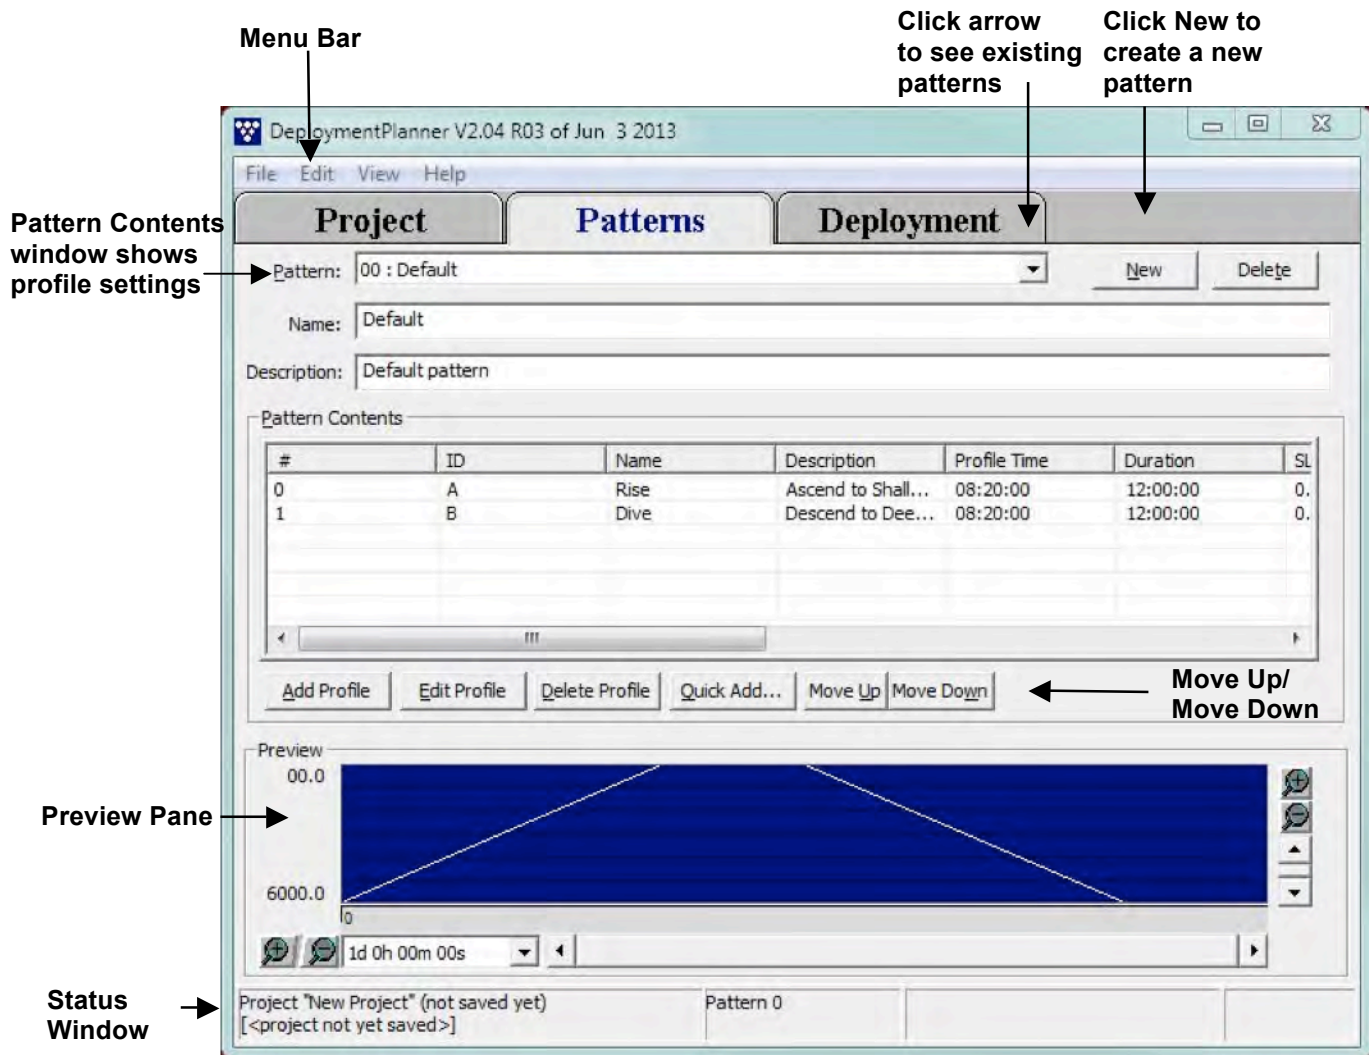 Menu Bar
Click arrow
to see existing
patterns
Click New to
create a new
pattern
DeploymentPlanner V2.04 R03 of Jun 3 2013
File Edit View Help
Project Patterns Deployment
Pattern Contents
window shows
profile settings
Pattern: 00 : Default New Delete
Name: Default
Description: Default pattern
Pattern Contents
# ID Name Description Profile Time Duration SL
0 A Rise Ascend to Shall... 08:20:00 12:00:00 0.
1 B Dive Descend to Dee... 08:20:00 12:00:00 0.
Add Profile Edit Profile Delete Profile Quick Add... Move Up Move Down
Move Up/
Move Down
Preview
00.0
Preview Pane
6000.0
0
1d 0h 00m 00s
Status
Window
Project "New Project" (not saved yet) Pattern 0
[<project not yet saved>]